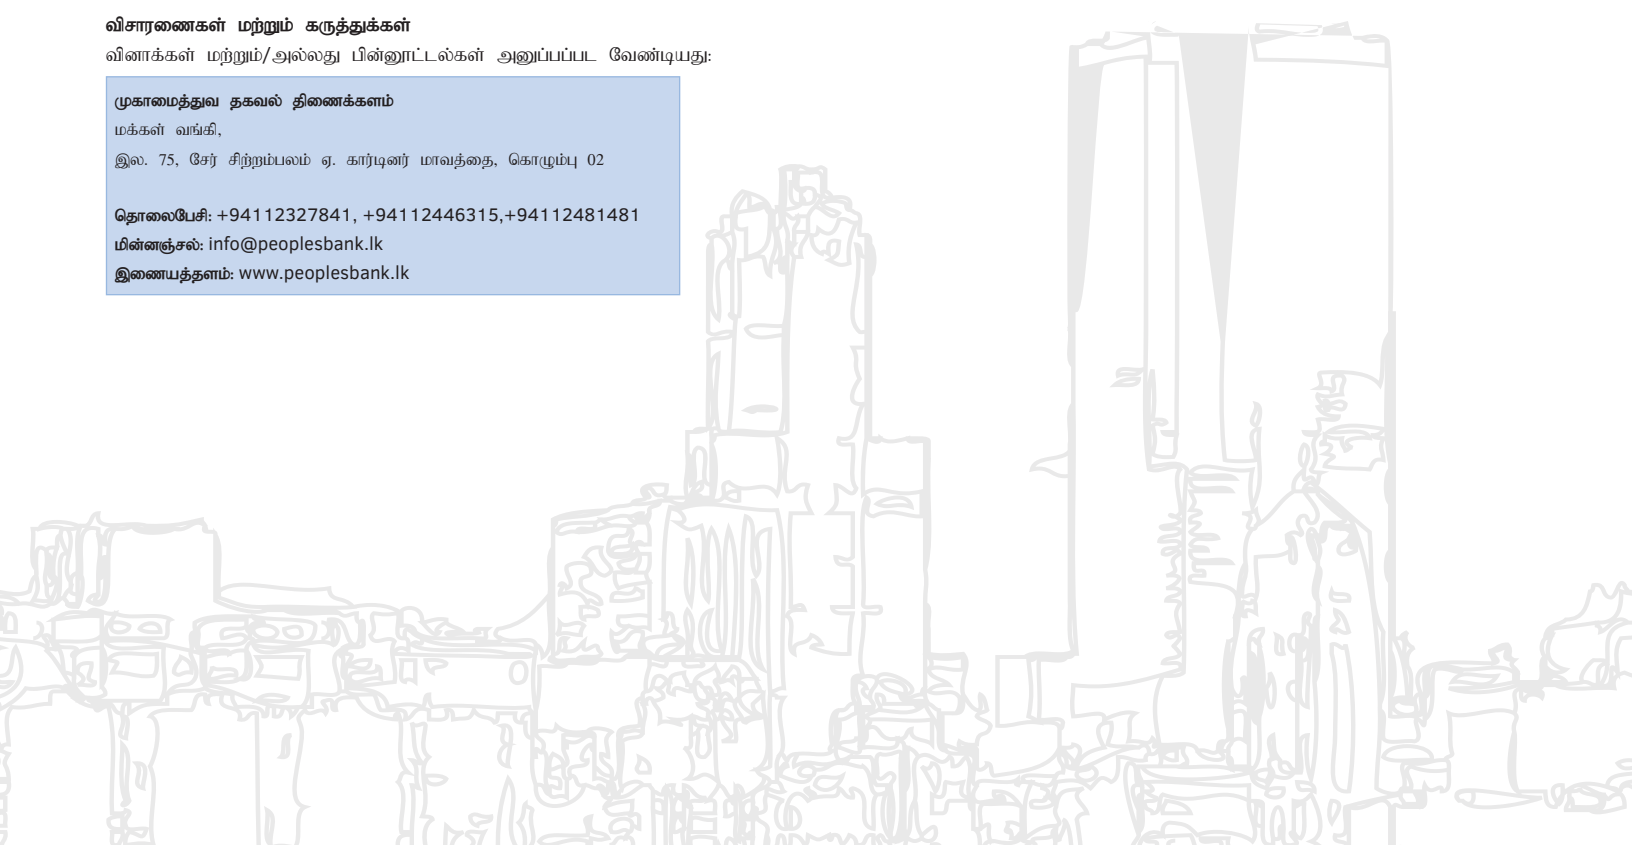 விசாரணைகள் மற்றும் கருத்துக்கள்
வினாக்கள் மற்றும்/அல்லது பின்னூட்டல்கள் அனுப்பப்பட வேண்டியது:
முகாமைத்துவ தகவல் திணைக்களம்
மக்கள் வங்கி,
இல. 75, சேர் சிற்றம்பலம் ஏ. கார்டினர் மாவத்தை, கொழும்பு 02
தொலைபேசி: +94112327841, +94112446315,+94112481481
மின்னஞ்சல்: info@peoplesbank.lk
இணையத்தளம்: www.peoplesbank.lk